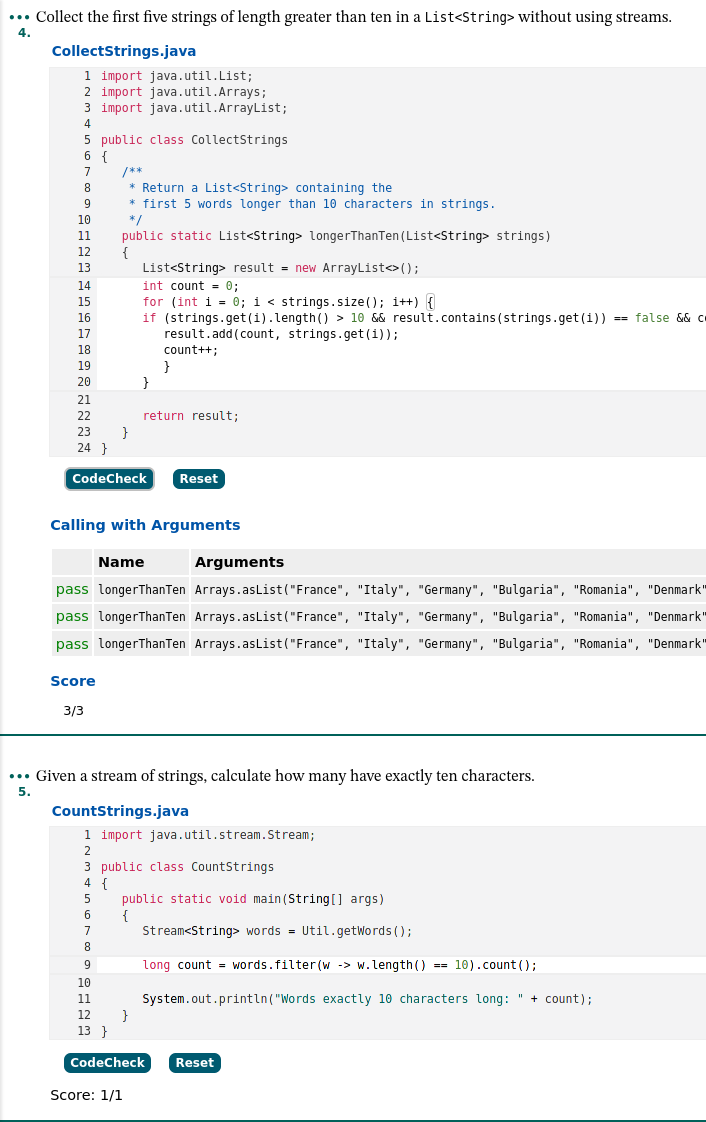 ••• Collect the first five strings of length greater than ten in a List<String> without using streams.
4.
CollectStrings.java
1 import java.util.List;
2 import java.util.Arrays;
3 import java.util.ArrayList;
4
5 public class CollectStrings
6 {
7 /**
8 * Return a List<String> containing the
9 * first 5 words longer than 10 characters in strings.
10 */
11 public static List<String> longerThanTen(List<String> strings)
12 {
13 List<String> result = new ArrayList<>();
14 int count = 0;
15 for (int i = 0; i < strings.size(); i++) {
16 if (strings.get(i).length() > 10 && result.contains(strings.get(i)) == false &&
17 result.add(count, strings.get(i));
18 count++;
19 }
20 }
21
22 return result;
23 }
24 }
CodeCheck Reset
Calling with Arguments
Name Arguments
pass longerThanTen Arrays.asList("France", "Italy", "Germany", "Bulgaria", "Romania", "Denmark"
pass longerThanTen Arrays.asList("France", "Italy", "Germany", "Bulgaria", "Romania", "Denmark"
pass longerThanTen Arrays.asList("France", "Italy", "Germany", "Bulgaria", "Romania", "Denmark"
Score
3/3
••• Given a stream of strings, calculate how many have exactly ten characters.
5.
CountStrings.java
1 import java.util.stream.Stream;
2
3 public class CountStrings
4 {
5 public static void main(String[] args)
6 {
7 Stream<String> words = Util.getWords();
8
9 long count = words.filter(w -> w.length() == 10).count();
10
11 System.out.println("Words exactly 10 characters long: " + count);
12 }
13 }
CodeCheck Reset
Score: 1/1